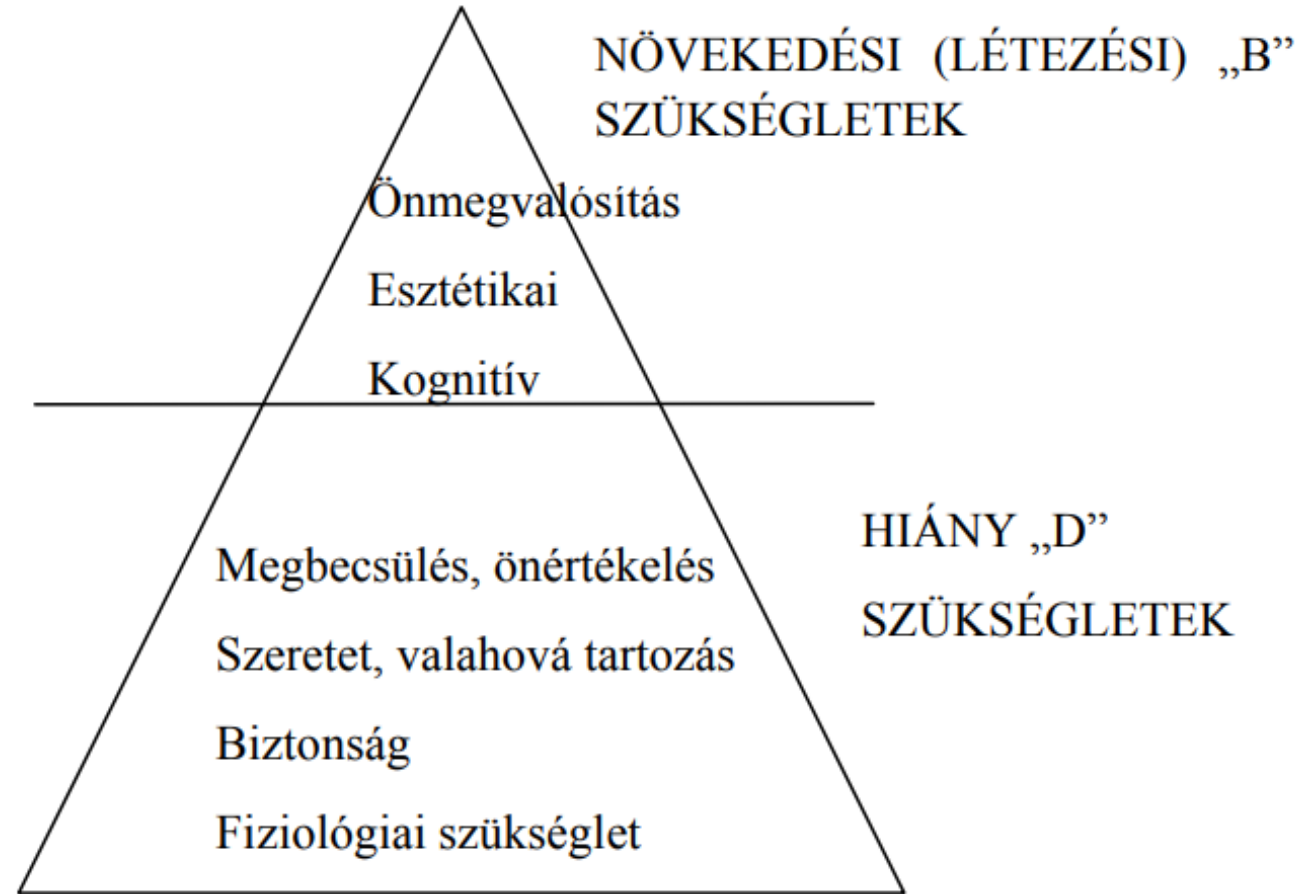 NÖVEKEDÉSI (LÉTEZÉSI) „B”
SZÜKSÉGLETEK
Önmegvalósítás
Esztétikai
Kognitív
HIÁNY „D”
SZÜKSÉGLETEK
Megbecsülés, önértékelés
Szeretet, valahová tartozás
Biztonság
Fiziológiai szükséglet